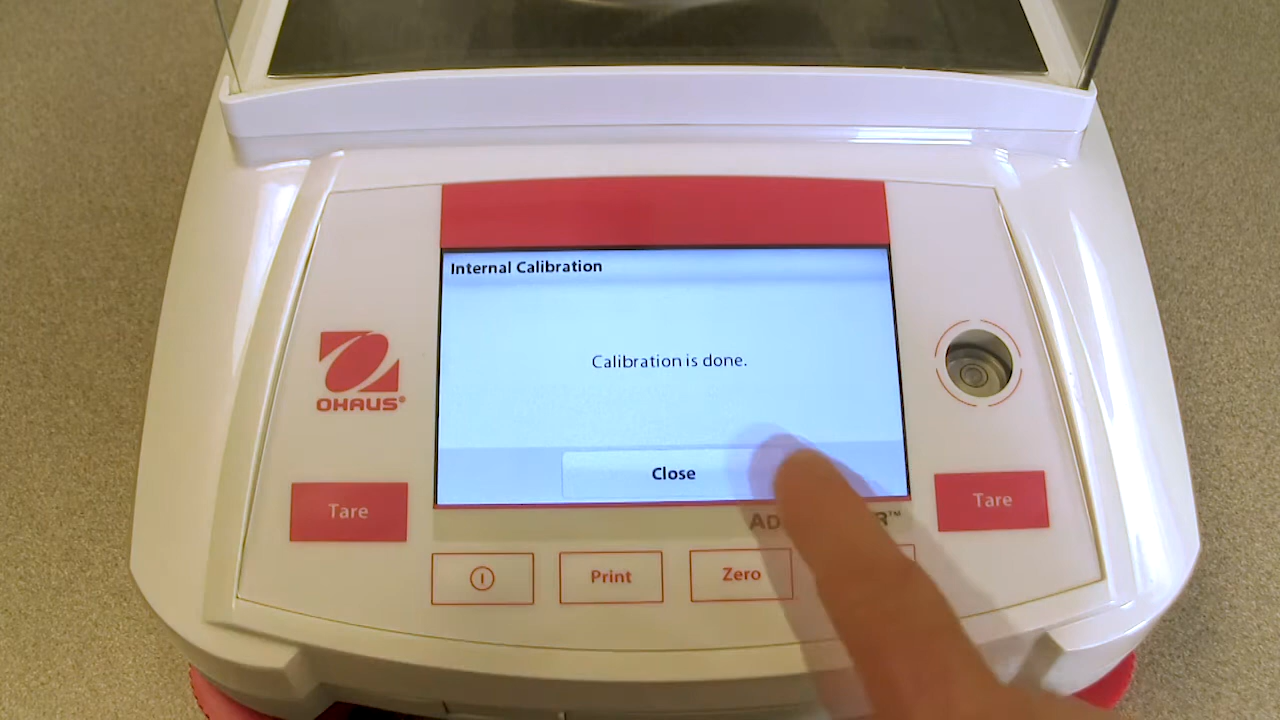 Internal Calibration
Calibration is done.
OHAUS®
Close
Tare
Tare
Print
Zero